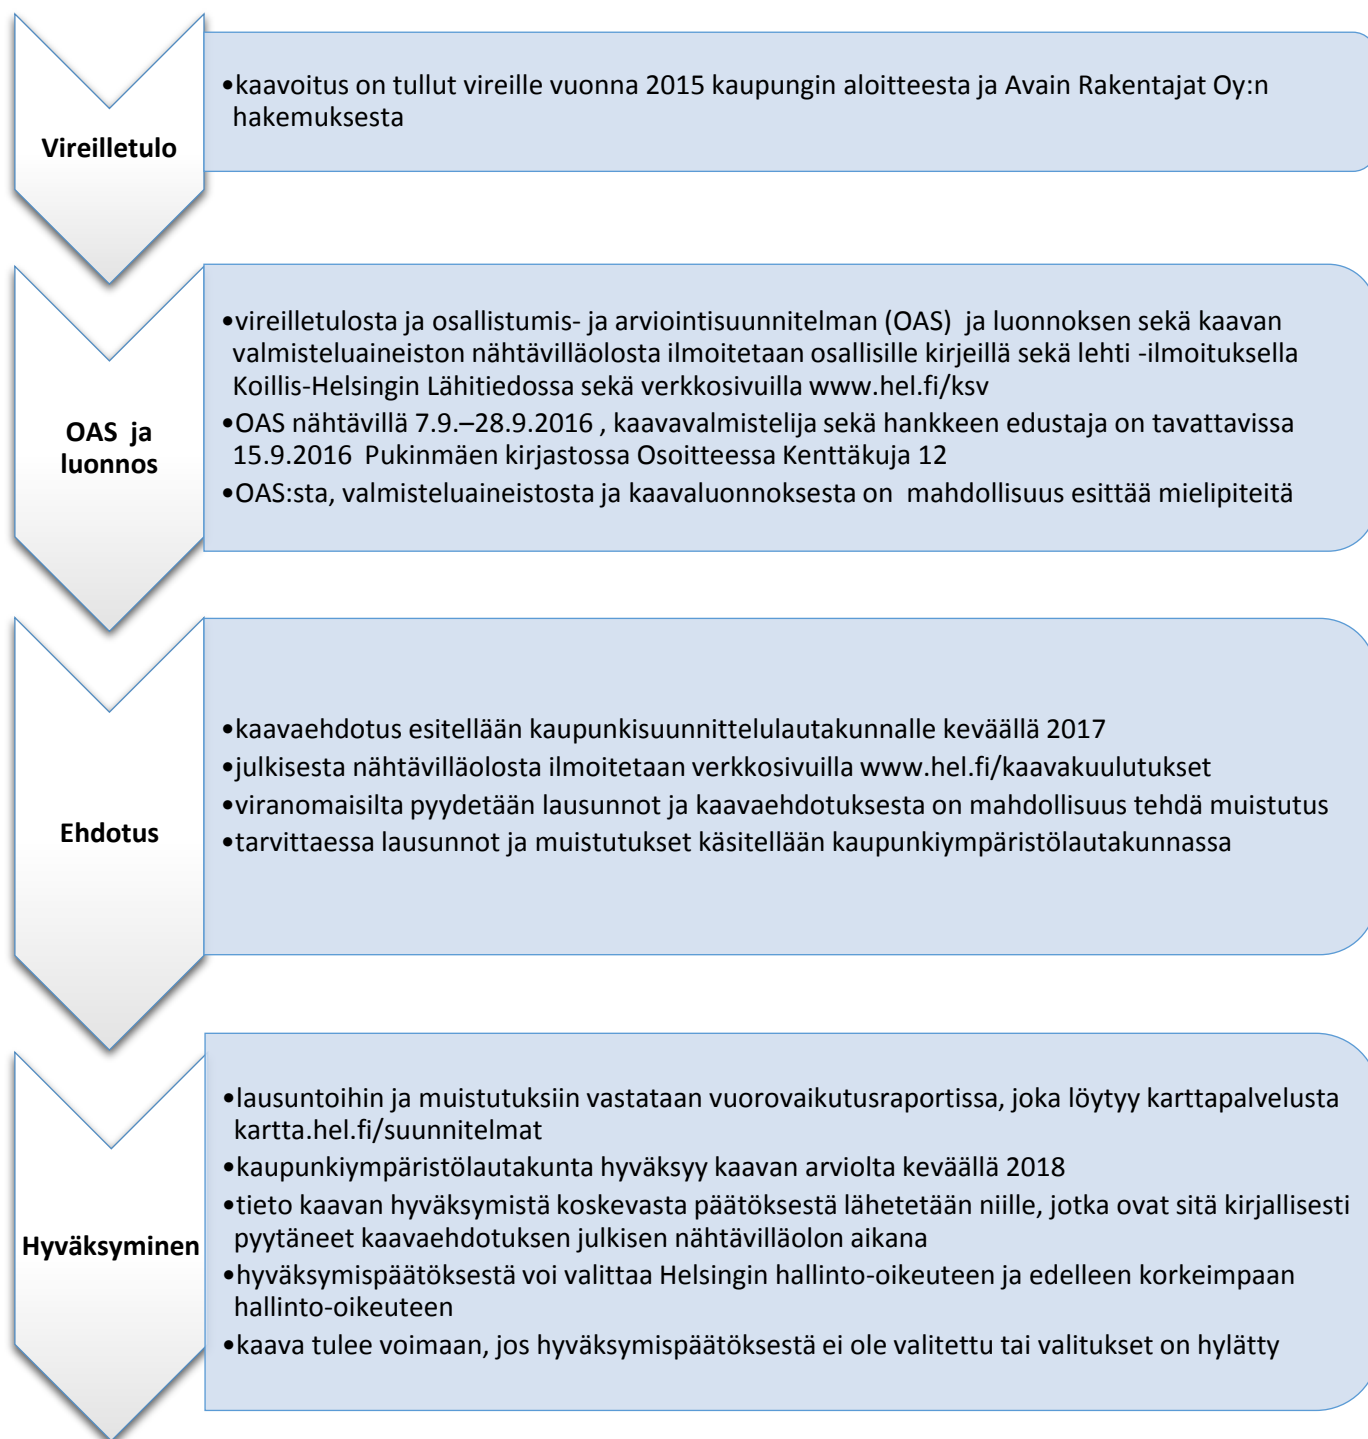 Vireilletulo
•kaavoitus on tullut vireille vuonna 2015 kaupungin aloitteesta ja Avain Rakentajat Oy:n
hakemuksesta
OAS ja
luonnos
•vireilletulosta ja osallistumis- ja arviointisuunnitelman (OAS) ja luonnoksen sekä kaavan
valmisteluaineiston nähtävilläolosta ilmoitetaan osallisille kirjeillä sekä lehti -ilmoituksella
Koillis-Helsingin Lähitiedossa sekä verkkosivuilla www.hel.fi/ksv
•OAS nähtävillä 7.9.–28.9.2016 , kaavavalmistelija sekä hankkeen edustaja on tavattavissa
15.9.2016 Pukinmäen kirjastossa Osoitteessa Kenttäkuja 12
•OAS:sta, valmisteluaineistosta ja kaavaluonnoksesta on mahdollisuus esittää mielipiteitä
Ehdotus
•kaavaehdotus esitellään kaupunkisuunnittelulautakunnalle keväällä 2017
•julkisesta nähtävilläolosta ilmoitetaan verkkosivuilla www.hel.fi/kaavakuulutukset
•viranomaisilta pyydetään lausunnot ja kaavaehdotuksesta on mahdollisuus tehdä muistutus
•tarvittaessa lausunnot ja muistutukset käsitellään kaupunkiympäristölautakunnassa
Hyväksyminen
•lausuntoihin ja muistutuksiin vastataan vuorovaikutusraportissa, joka löytyy karttapalvelusta
kartta.hel.fi/suunnitelmat
•kaupunkiympäristölautakunta hyväksyy kaavan arviolta keväällä 2018
•tieto kaavan hyväksymistä koskevasta päätöksestä lähetetään niille, jotka ovat sitä kirjallisesti
pyytäneet kaavaehdotuksen julkisen nähtävilläolon aikana
•hyväksymispäätöksestä voi valittaa Helsingin hallinto-oikeuteen ja edelleen korkeimpaan
hallinto-oikeuteen
•kaava tulee voimaan, jos hyväksymispäätöksestä ei ole valitettu tai valitukset on hylätty